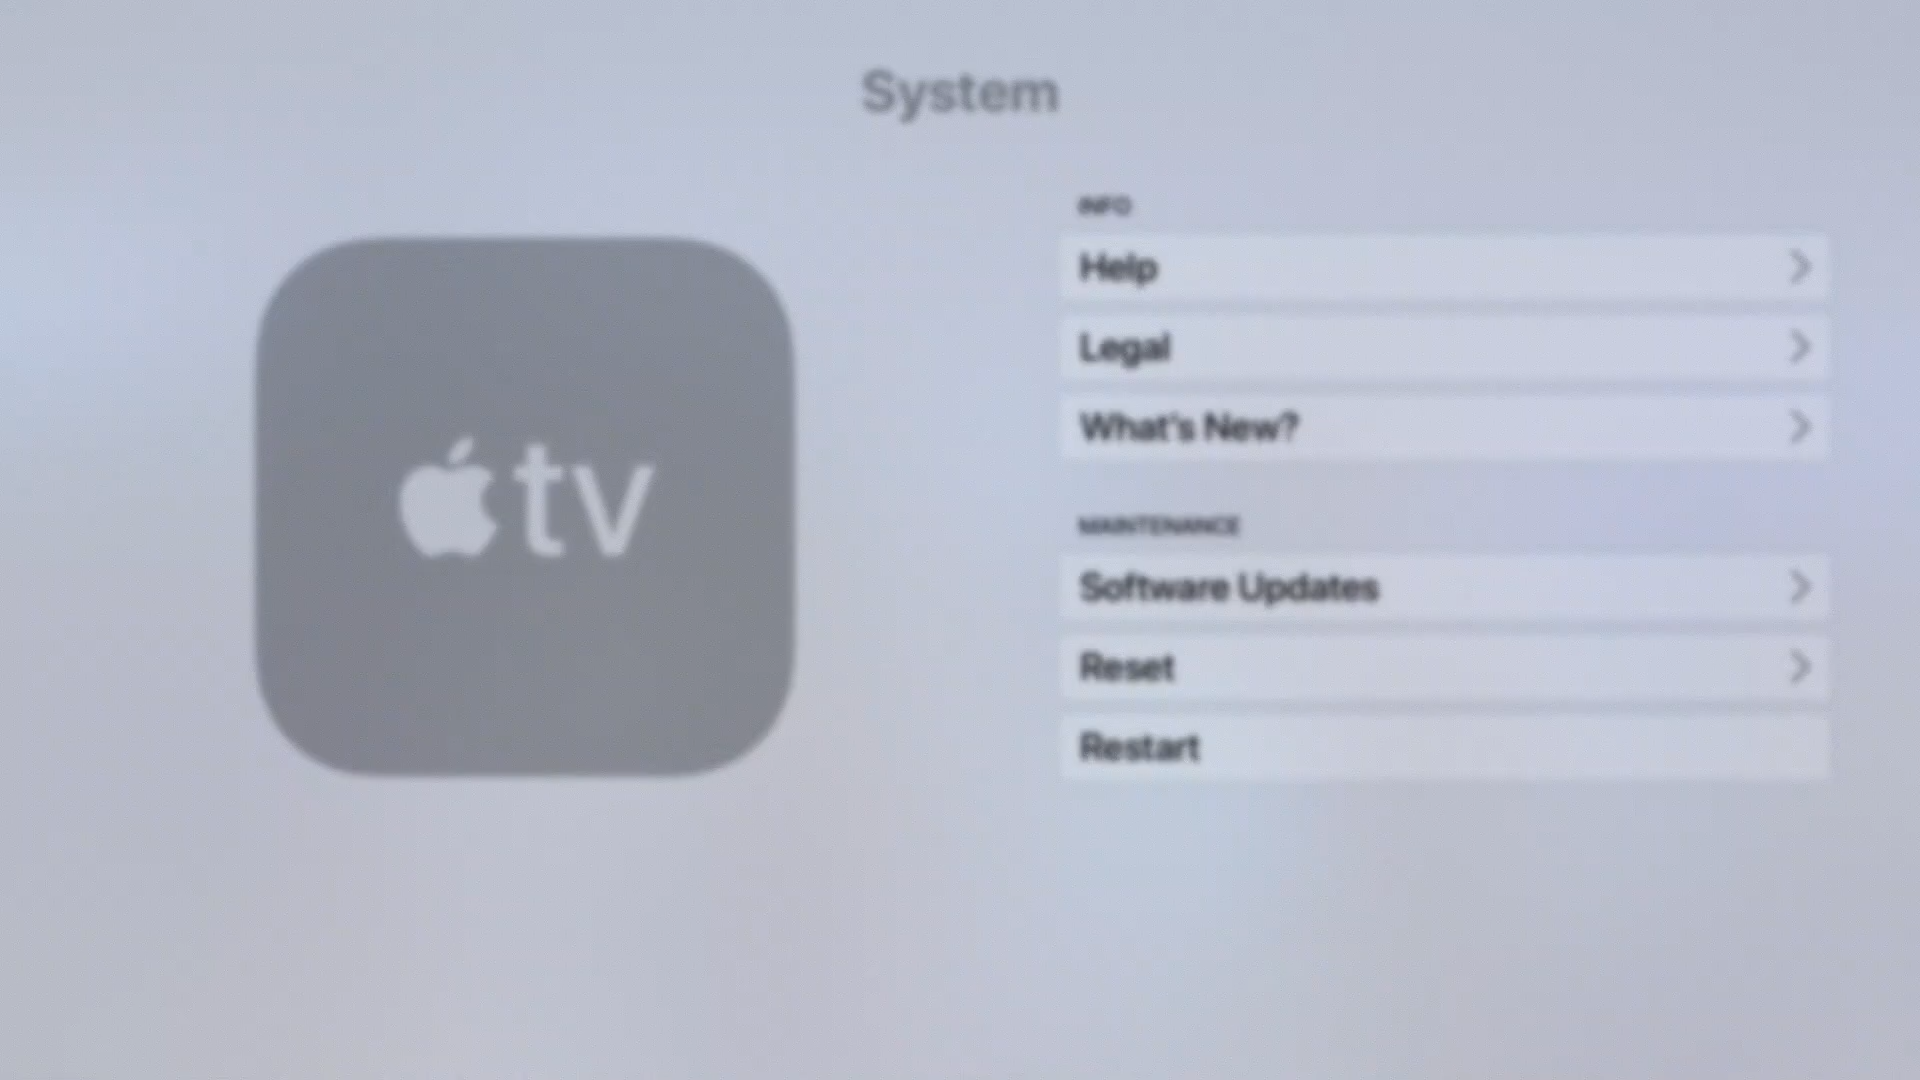 System
INFO
Help
Legal
What's New?
tv
MAINTENANCE
Software Updates
Reset
Restart